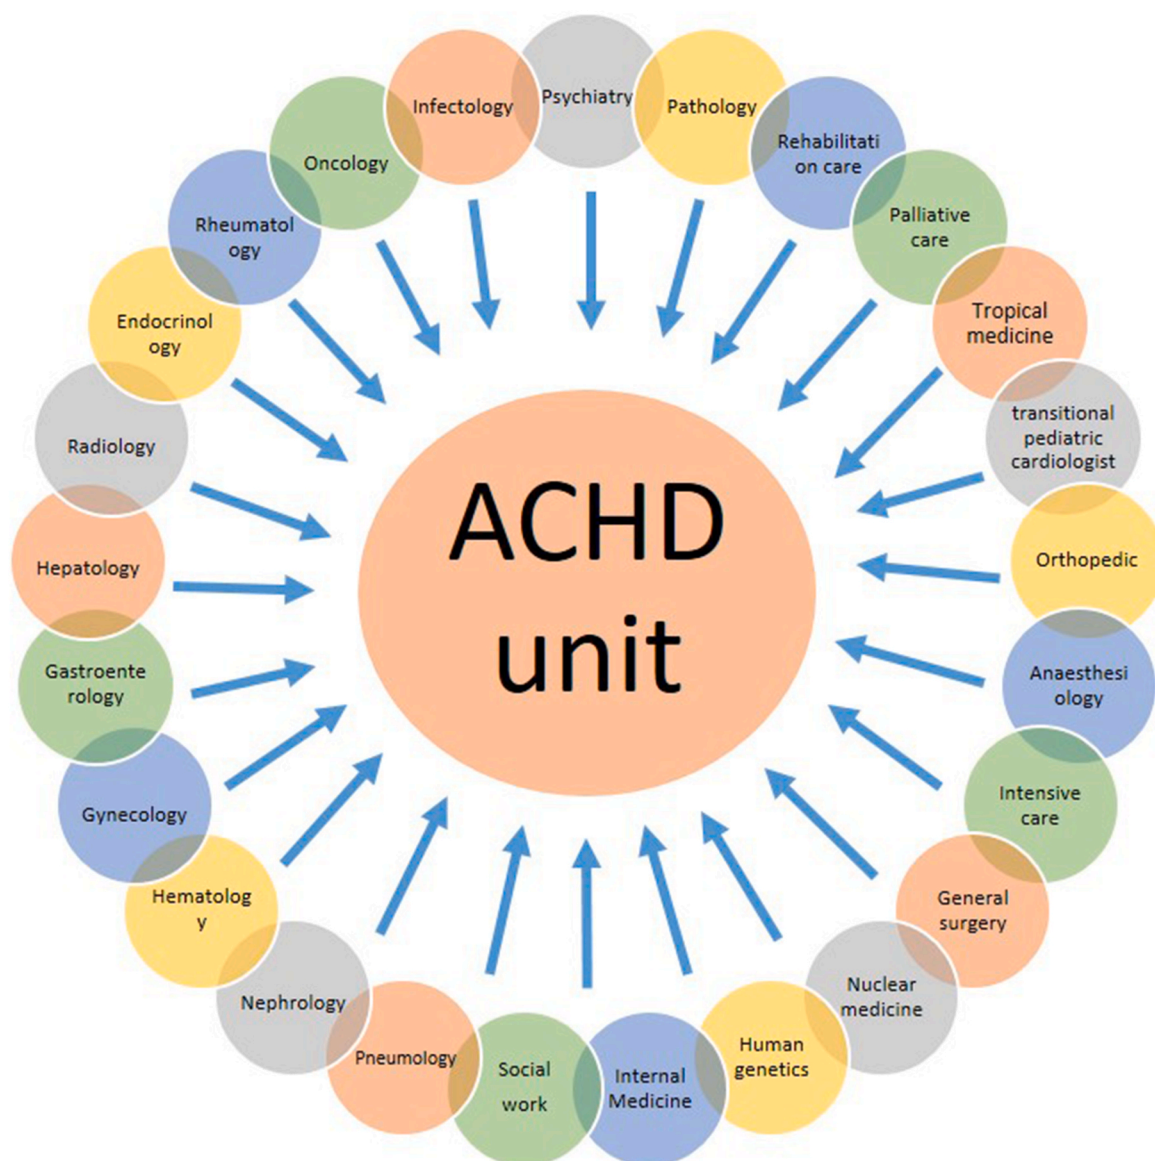 Psychiatry
Pathology
Rehabilitati
on care
Palliative
care
Tropical
medicine
transitional
pediatric
cardiologist
Orthopedic
Anaesthesi
ology
Intensive
care
General
surgery
Nuclear
medicine
Human
genetics
Internal
Medicine
Social
work
Pneumology
Nephrology
Hematolog
y
Gynecology
Gastroente
rology
Hepatology
Radiology
Endocrinol
ogy
Rheumatol
ogy
Oncology
Infectology
ACHD
unit